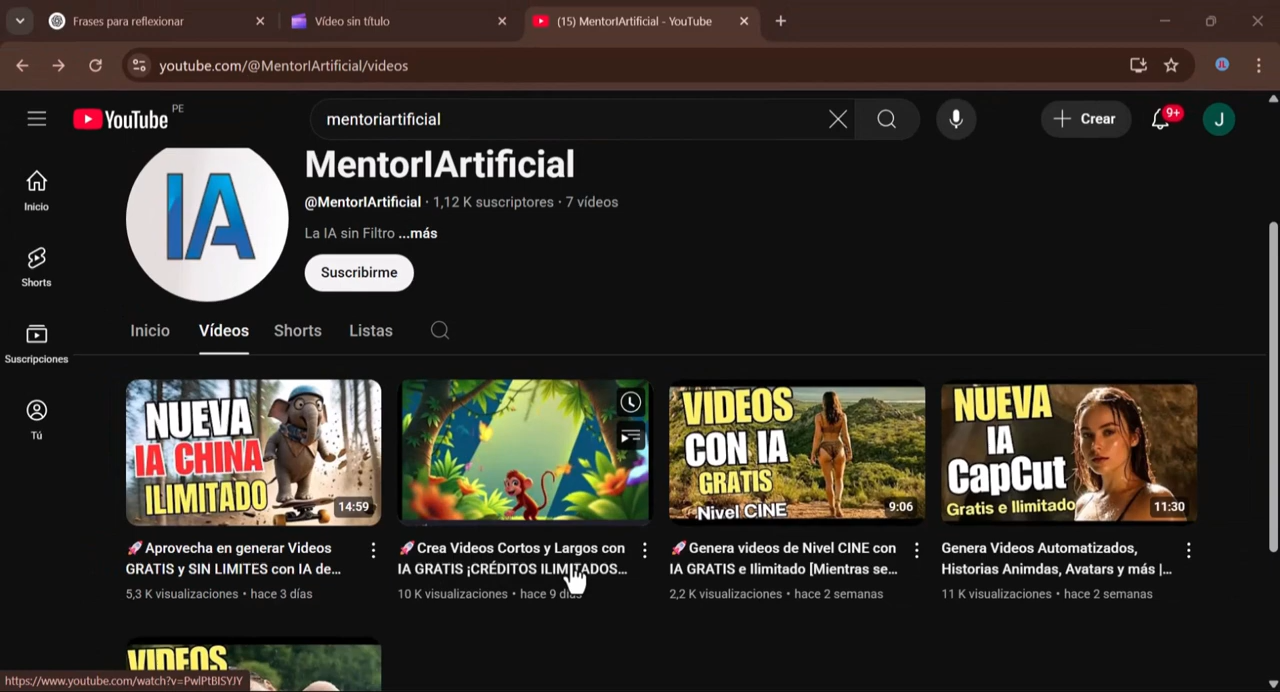 Frases para reflexionar
Vídeo sin título
(15) MentorIArtificial - YouTube
youtube.com/@MentorIArtificial/videos
YouTube PE
mentoriartificial
Crear
9+
J
Inicio
Shorts
Suscripciones
Tú
IA
MentorIArtificial
@MentorIArtificial · 1,12 K suscriptores · 7 vídeos
La IA sin Filtro ...más
Suscribirme
Inicio Vídeos Shorts Listas
NUEVA
IA CHINA
ILIMITADO
14:59
🚀Aprovecha en generar Videos
GRATIS y SIN LIMITES con IA de...
5,3 K visualizaciones • hace 3 días
🚀Crea Videos Cortos y Largos con
IA GRATIS ¡CRÉDITOS ILIMITADOS...
10 K visualizaciones • hace 9 días
VIDEOS
CON IA
GRATIS
Nivel CINE
9:06
🚀Genera videos de Nivel CINE con
IA GRATIS e Ilimitado [Mientras se...
2,2 K visualizaciones • hace 2 semanas
NUEVA
IA
CapCut
Gratis e Ilimitado
11:30
Genera Videos Automatizados,
Historias Animdas, Avatars y más |...
11 K visualizaciones • hace 2 semanas
VIDEOS
https://www.youtube.com/watch?v=PwlPtBISYJY